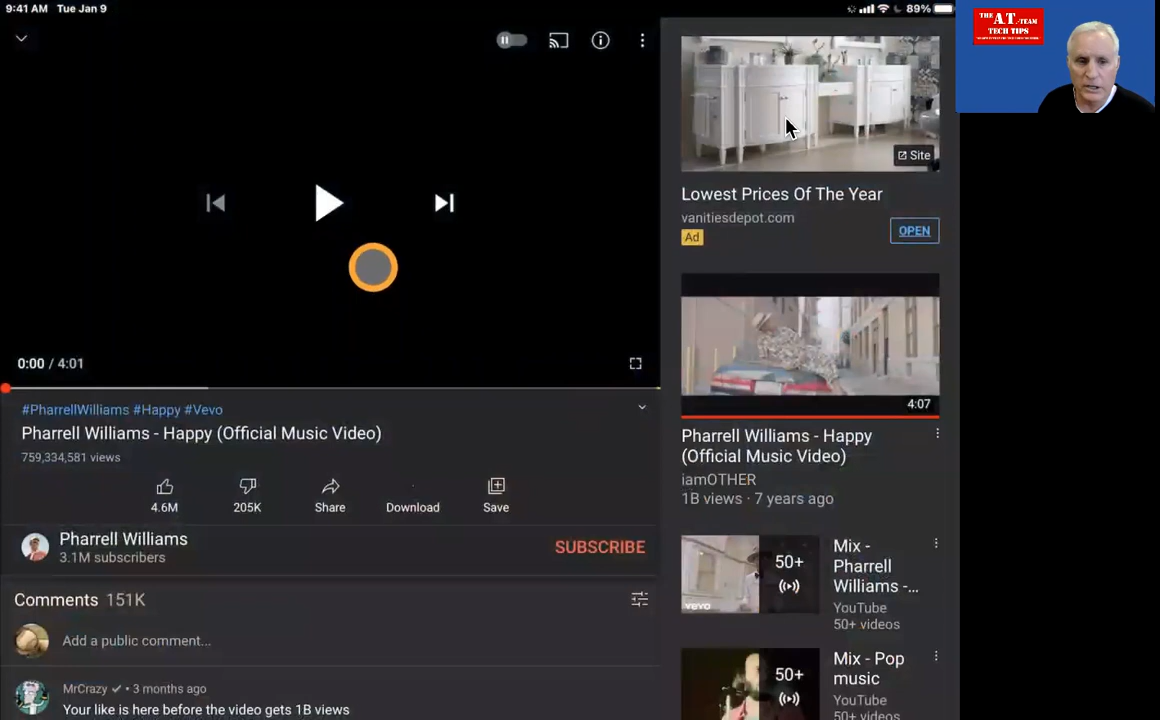 9:41 AM Tue Jan 9
89%
THE A.T.-TEAM
TECH TIPS
Site
Lowest Prices Of The Year
vanitiesdepot.com
Ad
OPEN
0:00 / 4:01
4:07
#PharrellWilliams #Happy #Vevo
Pharrell Williams - Happy (Official Music Video)
759,334,581 views
4.6M
205K
Share
Download
Save
Pharrell Williams
3.1M subscribers
SUBSCRIBE
Comments 151K
Add a public comment...
MrCrazy • 3 months ago
Your like is here before the video gets 1B views
Pharrell Williams - Happy
(Official Music Video)
iamOTHER
1B views · 7 years ago
50+
vevo
Mix -
Pharrell
Williams -...
YouTube
50+ videos
50+
Mix - Pop
music
YouTube
50+ videos